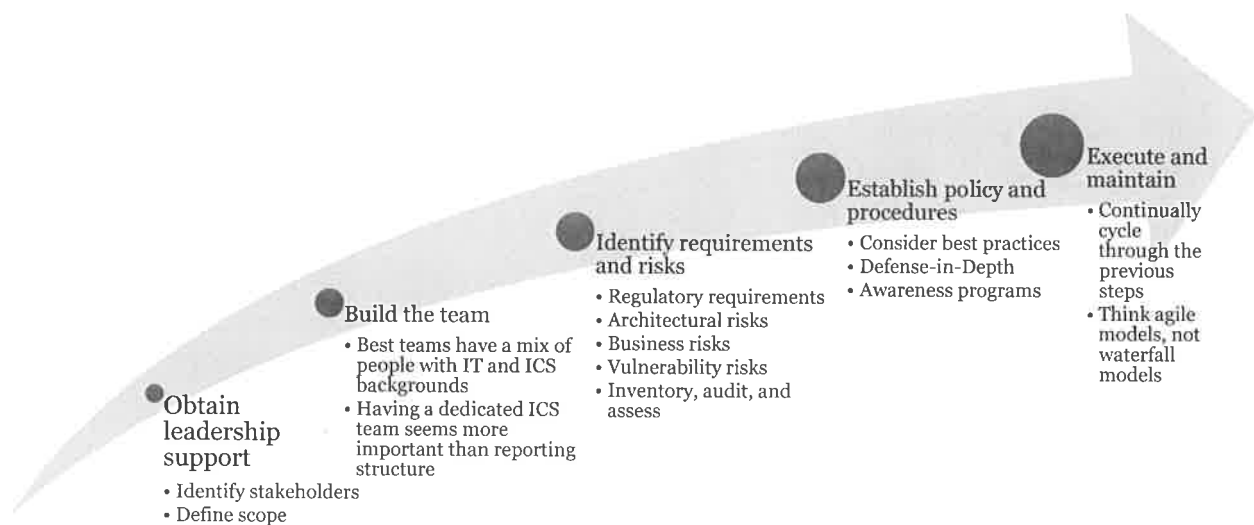 Obtain
leadership
support
• Identify stakeholders
• Define scope
Build the team
• Best teams have a mix of
people with IT and ICS
backgrounds
• Having a dedicated ICS
team seems more
important than reporting
structure
Identify requirements
and risks
• Regulatory requirements
• Architectural risks
• Business risks
• Vulnerability risks
• Inventory, audit, and
assess
Establish policy and
procedures
• Consider best practices
• Defense-in-Depth
• Awareness programs
Execute and
maintain
• Continually
cycle
through the
previous
steps
• Think agile
models, not
waterfall
models